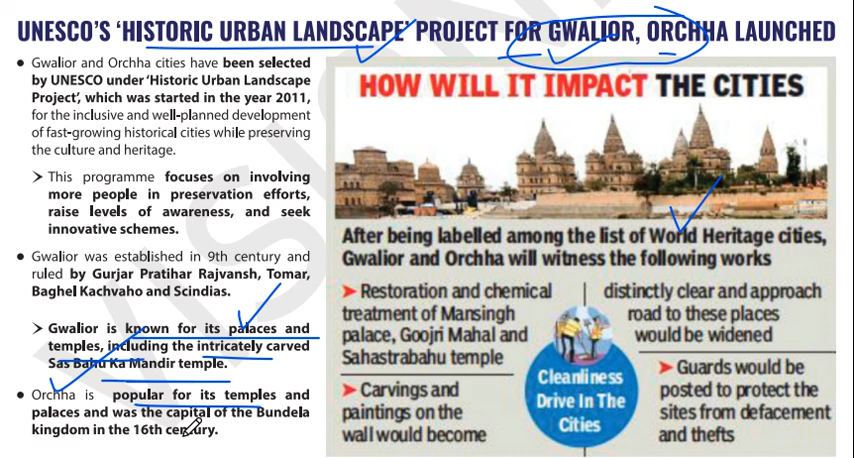 UNESCO'S 'HISTORIC URBAN LANDSCAPE' PROJECT FOR GWALIOR, ORCHHA LAUNCHED
• Gwalior and Orchha cities have been selected
by UNESCO under 'Historic Urban Landscape
Project', which was started in the year 2011,
for the inclusive and well-planned development
of fast-growing historical cities while preserving
the culture and heritage.
➢ This programme focuses on involving
more people in preservation efforts,
raise levels of awareness, and seek
innovative schemes.
• Gwalior was established in 9th century and
ruled by Gurjar Pratihar Rajvansh, Tomar,
Baghel Kachvaho and Scindias.
➢ Gwalior is known for its palaces and
temples, including the intricately carved
Sas Bahu Ka Mandir temple.
• Orchha is popular for its temples and
palaces and was the capital of the Bundela
kingdom in the 16th century.
HOW WILL IT IMPACT THE CITIES
After being labelled among the list of World Heritage cities,
Gwalior and Orchha will witness the following works
➤ Restoration and chemical
treatment of Mansingh
palace, Goojri Mahal and
Sahastrabahu temple
➤ Carvings and
paintings on the
wall would become
distinctly clear and approach
road to these places
would be widened
➤ Guards would be
posted to protect the
sites from defacement
and thefts
Cleanliness
Drive In The
Cities